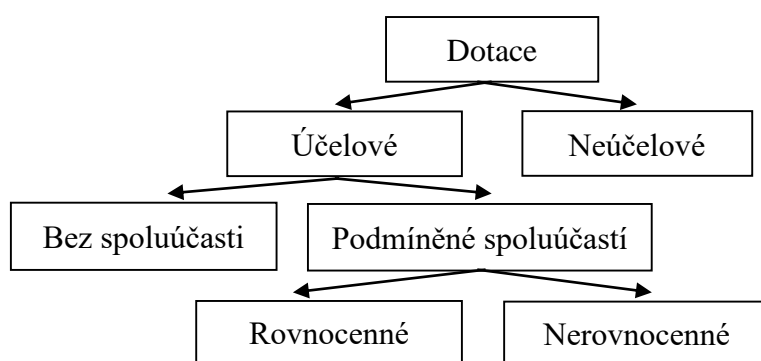 Dotace
Účelové
Neúčelové
Bez spoluúčasti
Podmíněné spoluúčastí
Rovnocenné
Nerovnocenné